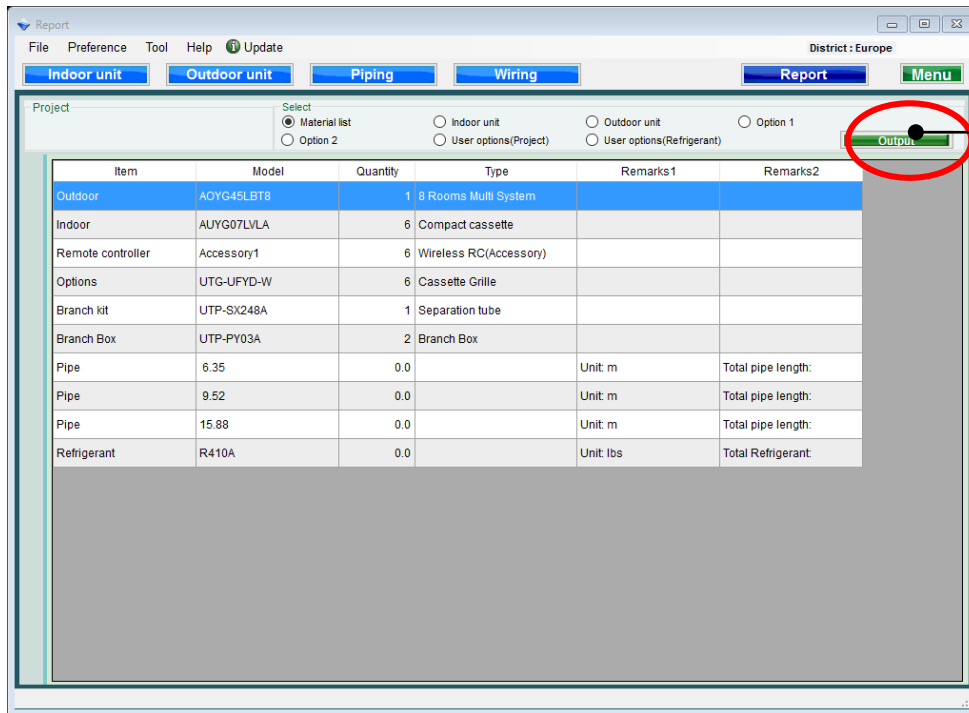 Report
File Preference Tool Help Update District : Europe
Indoor unit Outdoor unit Piping Wiring Report Menu
Project Select
Material list Indoor unit Outdoor unit Option 1
Option 2 User options(Project) User options(Refrigerant) Output
Item Model Quantity Type Remarks1 Remarks2
Outdoor AOYG45LBT8 1 8 Rooms Multi System
Indoor AUYG07LVLA 6 Compact cassette
Remote controller Accessory1 6 Wireless RC(Accessory)
Options UTG-UFYD-W 6 Cassette Grille
Branch kit UTP-SX248A 1 Separation tube
Branch Box UTP-PY03A 2 Branch Box
Pipe 6.35 0.0 Unit: m Total pipe length:
Pipe 9.52 0.0 Unit: m Total pipe length:
Pipe 15.88 0.0 Unit: m Total pipe length:
Refrigerant R410A 0.0 Unit: lbs Total Refrigerant: